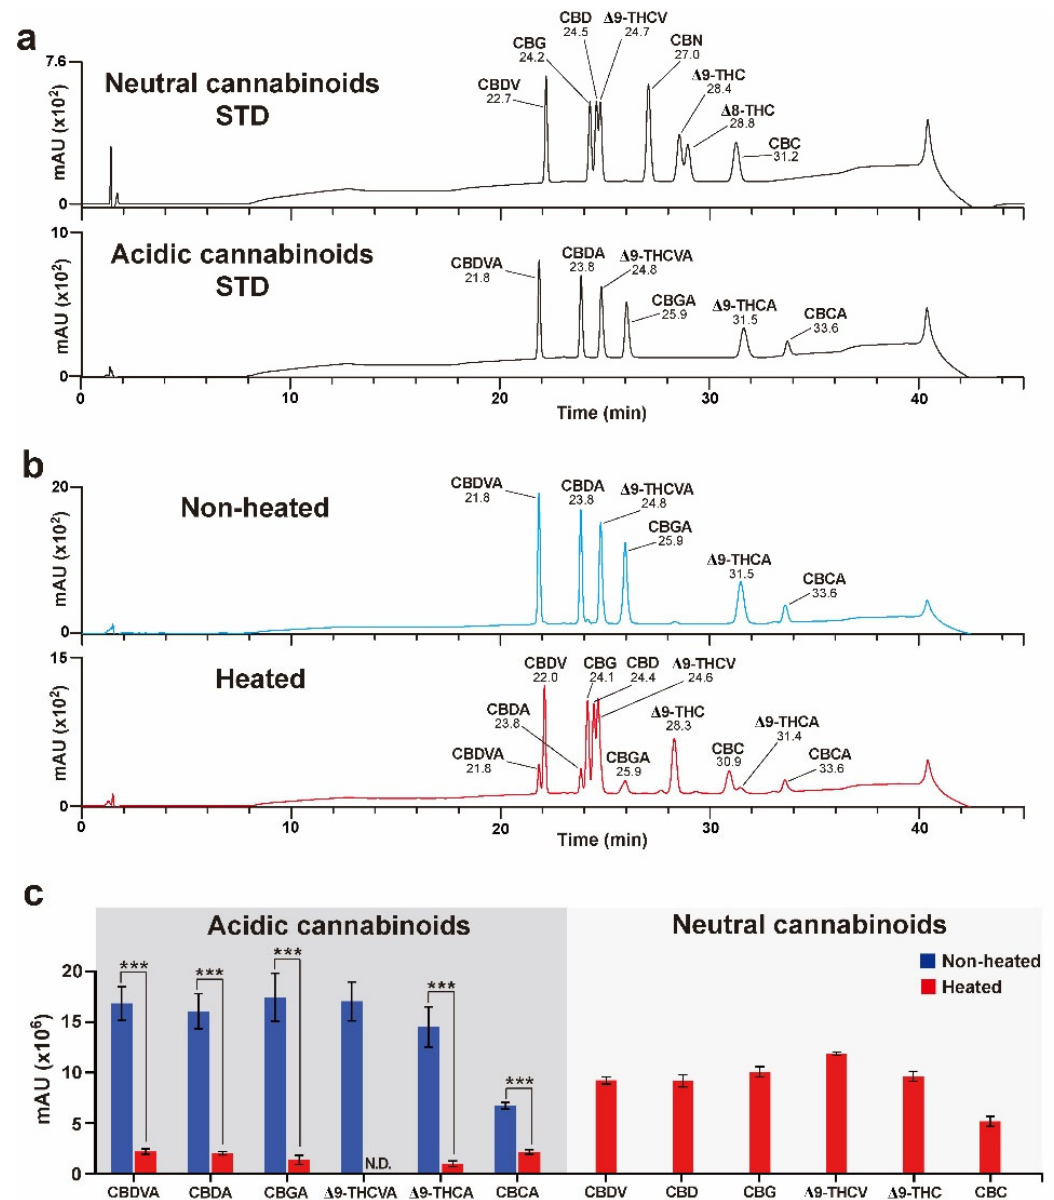 a
Neutral cannabinoids
STD
mAU (x10²)
7.6
0
CBDV
22.7
CBG
24.2
CBD
24.5
Δ9-THCV
24.7
CBN
27.0
Δ9-THC
28.4
Δ8-THC
28.8
CBC
31.2
Acidic cannabinoids
STD
mAU (x10²)
10
0
CBDVA
21.8
CBDA
23.8
Δ9-THCVA
24.8
CBGA
25.9
Δ9-THCA
31.5
CBCA
33.6
0 10 20 30 40
Time (min)
b
Non-heated
mAU (x10²)
20
0
CBDVA
21.8
CBDA
23.8
Δ9-THCVA
24.8
CBGA
25.9
Δ9-THCA
31.5
CBCA
33.6
Heated
mAU (x10²)
15
0
CBDVA
21.8
CBDV
22.0
CBDA
23.8
CBG
24.1
CBD
24.4
Δ9-THCV
24.6
CBGA
25.9
Δ9-THC
28.3
CBC
30.9
Δ9-THCA
31.4
CBCA
33.6
0 10 20 30 40
Time (min)
c
Acidic cannabinoids
Neutral cannabinoids
Non-heated
Heated
mAU (x10⁶)
20
15
10
5
0
***
***
***
***
***
N.D.
CBDVA CBDA CBGA Δ9-THCVA Δ9-THCA CBCA CBDV CBD CBG Δ9-THCV Δ9-THC CBC